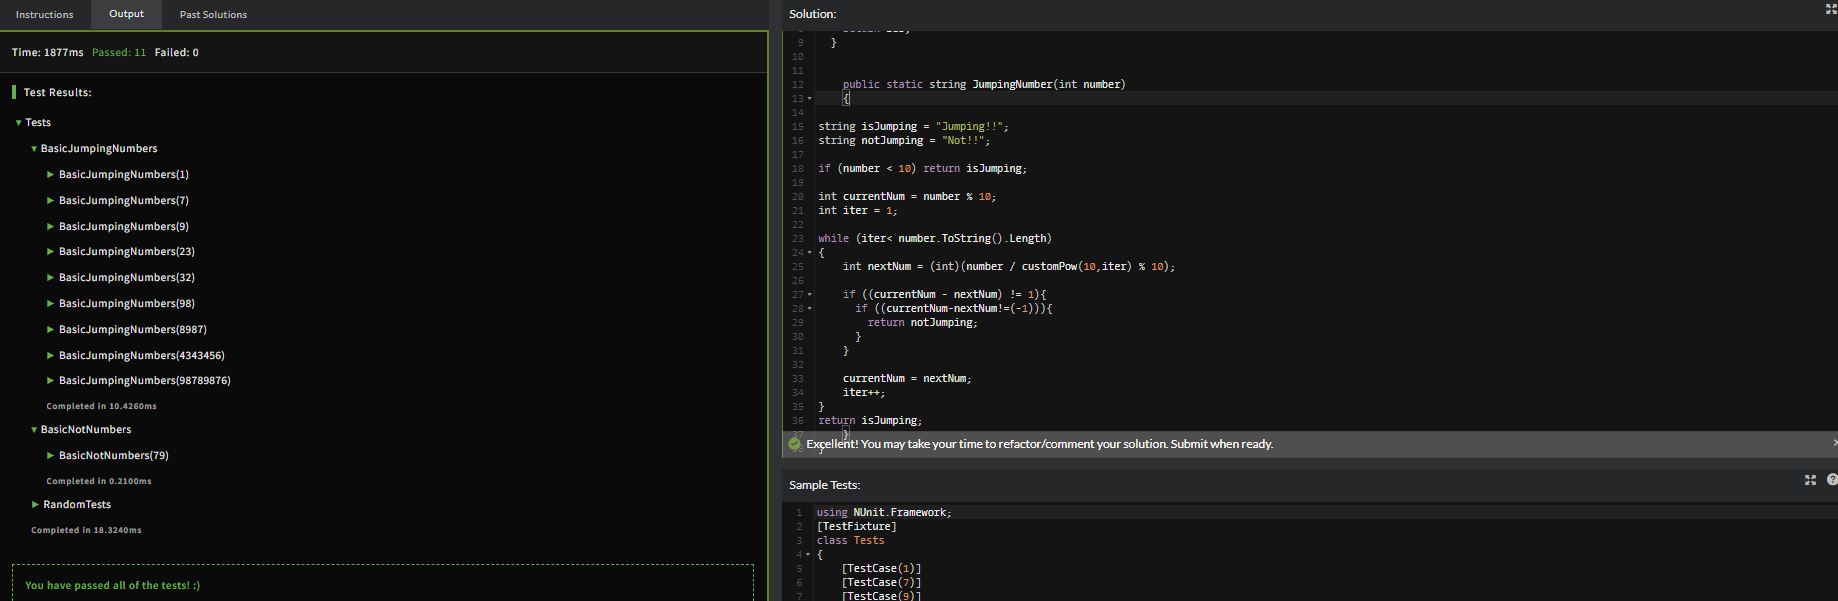 Instructions Output Past Solutions
Time: 1877ms Passed: 11 Failed: 0
Test Results:
Tests
BasicJumpingNumbers
BasicJumpingNumbers(1)
BasicJumpingNumbers(7)
BasicJumpingNumbers(9)
BasicJumpingNumbers(23)
BasicJumpingNumbers(32)
BasicJumpingNumbers(98)
BasicJumpingNumbers(8987)
BasicJumpingNumbers(4343456)
BasicJumpingNumbers(98789876)
Completed in 10.4260ms
BasicNotNumbers
BasicNotNumbers(79)
Completed in 0.2100ms
RandomTests
Completed in 18.3240ms
You have passed all of the tests! :)
Solution:
9 }
10
11
12 public static string JumpingNumber(int number)
13 {
14
15 string isJumping = "Jumping!!";
16 string notJumping = "Not!!";
17
18 if (number < 10) return isJumping;
19
20 int currentNum = number % 10;
21 int iter = 1;
22
23 while (iter< number.ToString().Length)
24 {
25 int nextNum = (int)(number / customPow(10,iter) % 10);
26
27 if ((currentNum - nextNum) != 1){
28 if ((currentNum-nextNum!=(-1))){
29 return notJumping;
30 }
31 }
32
33 currentNum = nextNum;
34 iter++;
35 }
36 return isJumping;
37 }
Excellent! You may take your time to refactor/comment your solution. Submit when ready.
38 }
Sample Tests:
1 using NUnit.Framework;
2 [TestFixture]
3 class Tests
4 {
5 [TestCase(1)]
6 [TestCase(7)]
7 [TestCase(9)]